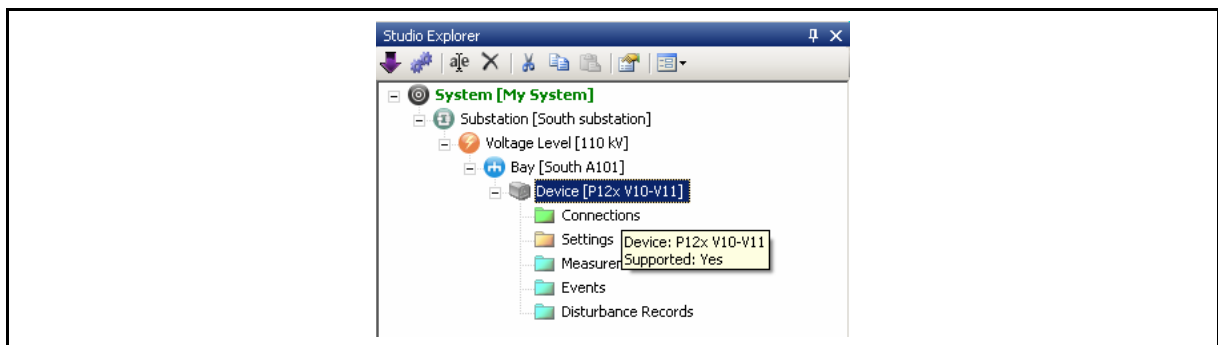 Studio Explorer
System [My System]
Substation [South substation]
Voltage Level [110 kV]
Bay [South A101]
Device [P12x V10-V11]
Connections
Settings
Device: P12x V10-V11
Supported: Yes
Events
Disturbance Records